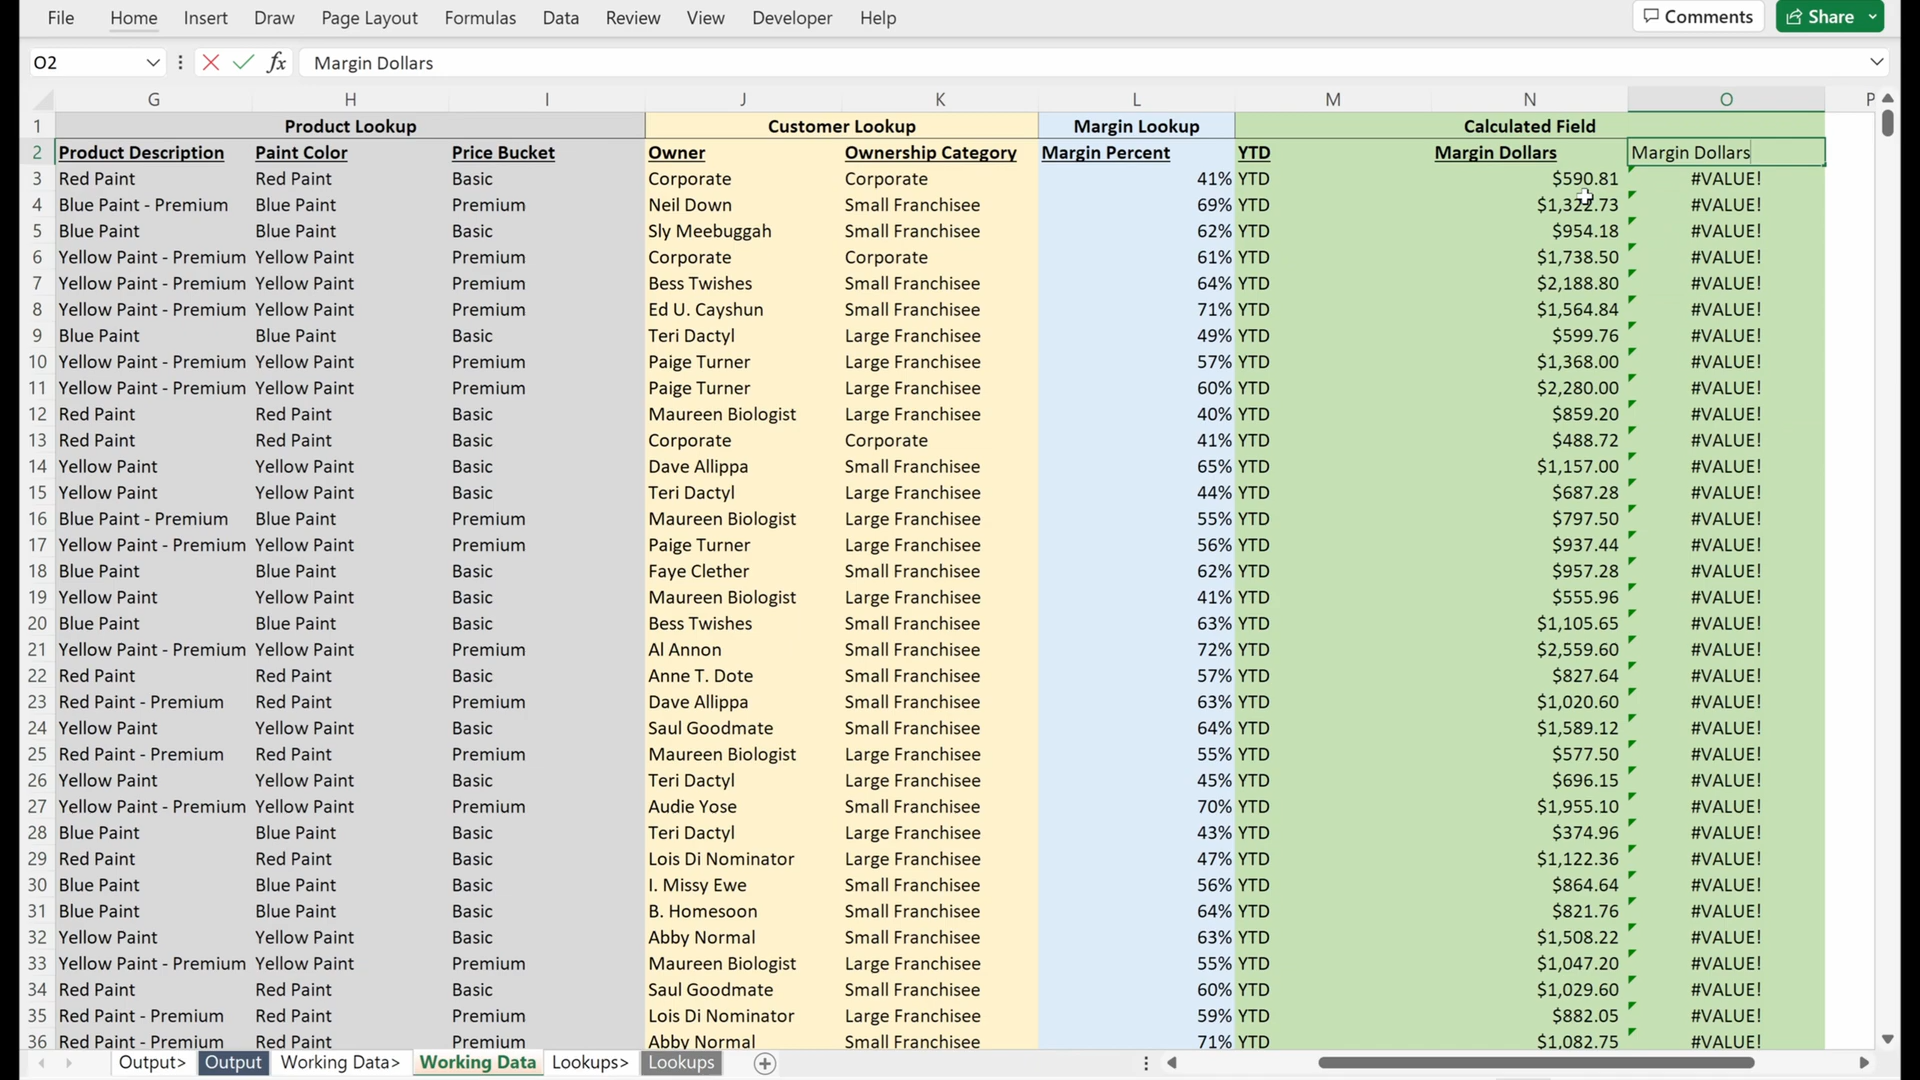 File Home Insert Draw Page Layout Formulas Data Review View Developer Help Comments Share
O2 fx Margin Dollars
G H I J K L M N O P
1 Product Lookup Customer Lookup Margin Lookup Calculated Field
2 Product Description Paint Color Price Bucket Owner Ownership Category Margin Percent YTD Margin Dollars Margin Dollars
3 Red Paint Red Paint Basic Corporate Corporate 41% YTD $590.81 #VALUE!
4 Blue Paint - Premium Blue Paint Premium Neil Down Small Franchisee 69% YTD $1,322.73 #VALUE!
5 Blue Paint Blue Paint Basic Sly Meebuggah Small Franchisee 62% YTD $954.18 #VALUE!
6 Yellow Paint - Premium Yellow Paint Premium Corporate Corporate 61% YTD $1,738.50 #VALUE!
7 Yellow Paint - Premium Yellow Paint Premium Bess Twishes Small Franchisee 64% YTD $2,188.80 #VALUE!
8 Yellow Paint - Premium Yellow Paint Premium Ed U. Cayshun Small Franchisee 71% YTD $1,564.84 #VALUE!
9 Blue Paint Blue Paint Basic Teri Dactyl Large Franchisee 49% YTD $599.76 #VALUE!
10 Yellow Paint - Premium Yellow Paint Premium Paige Turner Large Franchisee 57% YTD $1,368.00 #VALUE!
11 Yellow Paint - Premium Yellow Paint Premium Paige Turner Large Franchisee 60% YTD $2,280.00 #VALUE!
12 Red Paint Red Paint Basic Maureen Biologist Large Franchisee 40% YTD $859.20 #VALUE!
13 Red Paint Red Paint Basic Corporate Corporate 41% YTD $488.72 #VALUE!
14 Yellow Paint Yellow Paint Basic Dave Allippa Small Franchisee 65% YTD $1,157.00 #VALUE!
15 Yellow Paint Yellow Paint Basic Teri Dactyl Large Franchisee 44% YTD $687.28 #VALUE!
16 Blue Paint - Premium Blue Paint Premium Maureen Biologist Large Franchisee 55% YTD $797.50 #VALUE!
17 Yellow Paint - Premium Yellow Paint Premium Paige Turner Large Franchisee 56% YTD $937.44 #VALUE!
18 Blue Paint Blue Paint Basic Faye Clether Small Franchisee 62% YTD $957.28 #VALUE!
19 Yellow Paint Yellow Paint Basic Maureen Biologist Large Franchisee 41% YTD $555.96 #VALUE!
20 Blue Paint Blue Paint Basic Bess Twishes Small Franchisee 63% YTD $1,105.65 #VALUE!
21 Yellow Paint - Premium Yellow Paint Premium Al Annon Small Franchisee 72% YTD $2,559.60 #VALUE!
22 Red Paint Red Paint Basic Anne T. Dote Small Franchisee 57% YTD $827.64 #VALUE!
23 Red Paint - Premium Red Paint Premium Dave Allippa Small Franchisee 63% YTD $1,020.60 #VALUE!
24 Yellow Paint Yellow Paint Basic Saul Goodmate Small Franchisee 64% YTD $1,589.12 #VALUE!
25 Red Paint - Premium Red Paint Premium Maureen Biologist Large Franchisee 55% YTD $577.50 #VALUE!
26 Yellow Paint Yellow Paint Basic Teri Dactyl Large Franchisee 45% YTD $696.15 #VALUE!
27 Yellow Paint - Premium Yellow Paint Premium Audie Yose Small Franchisee 70% YTD $1,955.10 #VALUE!
28 Blue Paint Blue Paint Basic Teri Dactyl Large Franchisee 43% YTD $374.96 #VALUE!
29 Red Paint Red Paint Basic Lois Di Nominator Large Franchisee 47% YTD $1,122.36 #VALUE!
30 Blue Paint Blue Paint Basic I. Missy Ewe Small Franchisee 56% YTD $864.64 #VALUE!
31 Blue Paint Blue Paint Basic B. Homesoon Small Franchisee 64% YTD $821.76 #VALUE!
32 Yellow Paint Yellow Paint Basic Abby Normal Small Franchisee 63% YTD $1,508.22 #VALUE!
33 Yellow Paint - Premium Yellow Paint Premium Maureen Biologist Large Franchisee 55% YTD $1,047.20 #VALUE!
34 Red Paint Red Paint Basic Saul Goodmate Small Franchisee 60% YTD $1,029.60 #VALUE!
35 Red Paint - Premium Red Paint Premium Lois Di Nominator Large Franchisee 59% YTD $882.05 #VALUE!
36 Red Paint - Premium Red Paint Premium Abby Normal Small Franchisee 71% YTD $1,082.75 #VALUE!
Output> Output Working Data> Working Data Lookups> Lookups